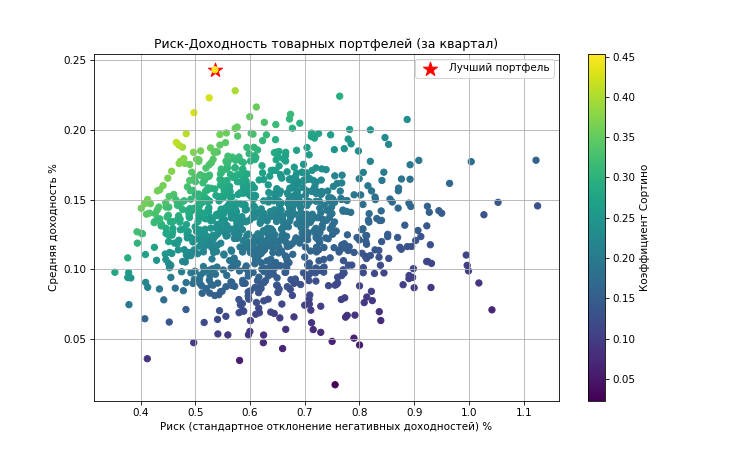 Риск-Доходность товарных портфелей (за квартал)
Лучший портфель
Средняя доходность %
0.25
0.20
0.15
0.10
0.05
0.4 0.5 0.6 0.7 0.8 0.9 1.0 1.1
Риск (стандартное отклонение негативных доходностей) %
0.45
0.40
0.35
0.30
0.25
0.20
0.15
0.10
0.05
Коэффициент Сортино